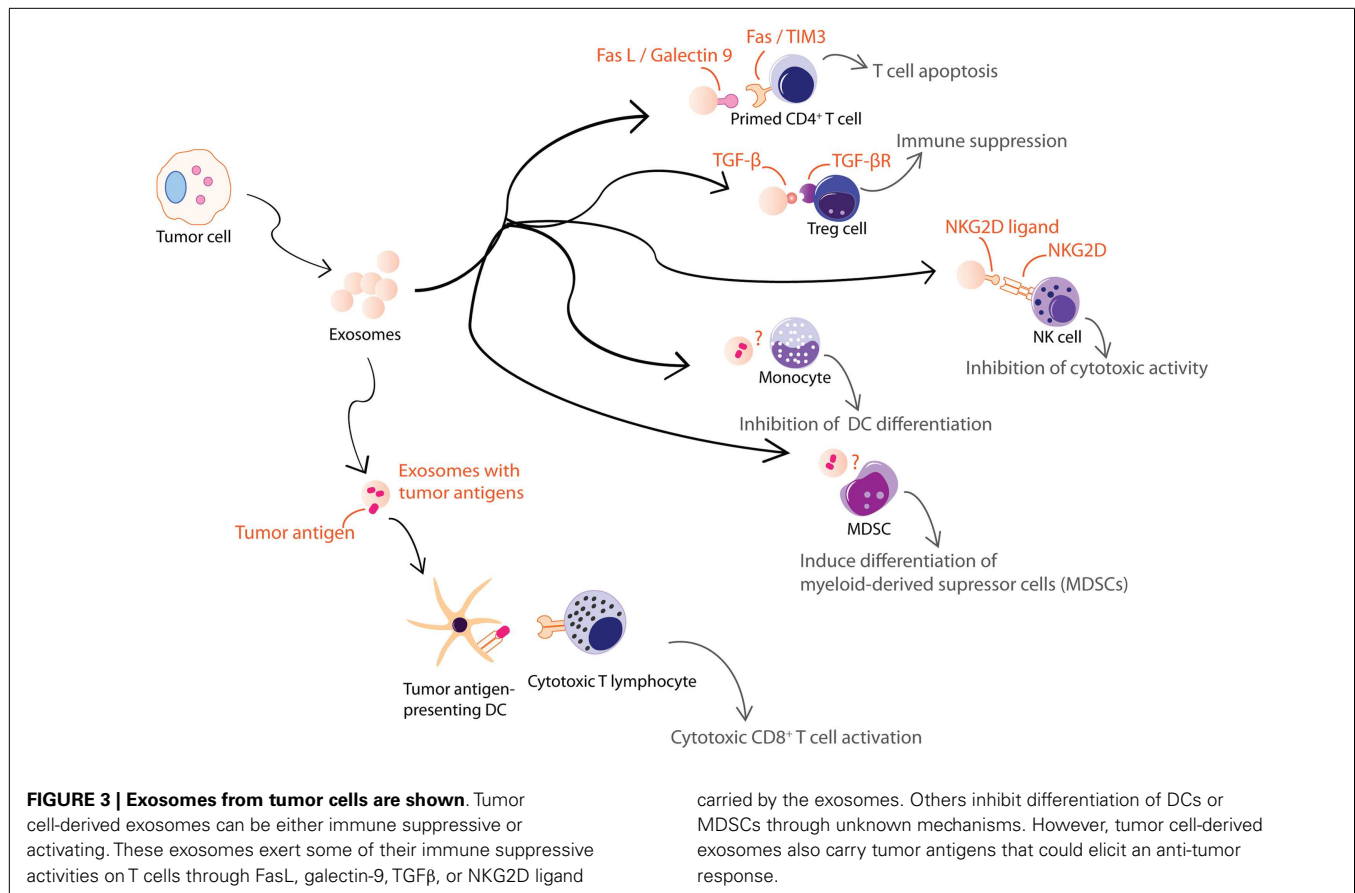 Fas / TIM3
Fas L / Galectin 9
T cell apoptosis
Primed CD4⁺ T cell
Immune suppression
TGF-β
TGF-βR
Treg cell
Tumor cell
NKG2D ligand
NKG2D
Exosomes
?
NK cell
Monocyte
Inhibition of cytotoxic activity
Inhibition of DC differentiation
?
Exosomes with
tumor antigens
Tumor antigen
MDSC
Induce differentiation of
myeloid-derived supressor cells (MDSCs)
Tumor antigen-
presenting DC
Cytotoxic T lymphocyte
Cytotoxic CD8⁺ T cell activation
FIGURE 3 | Exosomes from tumor cells are shown. Tumor
cell-derived exosomes can be either immune suppressive or
activating. These exosomes exert some of their immune suppressive
activities on T cells through FasL, galectin-9, TGFβ, or NKG2D ligand
carried by the exosomes. Others inhibit differentiation of DCs or
MDSCs through unknown mechanisms. However, tumor cell-derived
exosomes also carry tumor antigens that could elicit an anti-tumor
response.